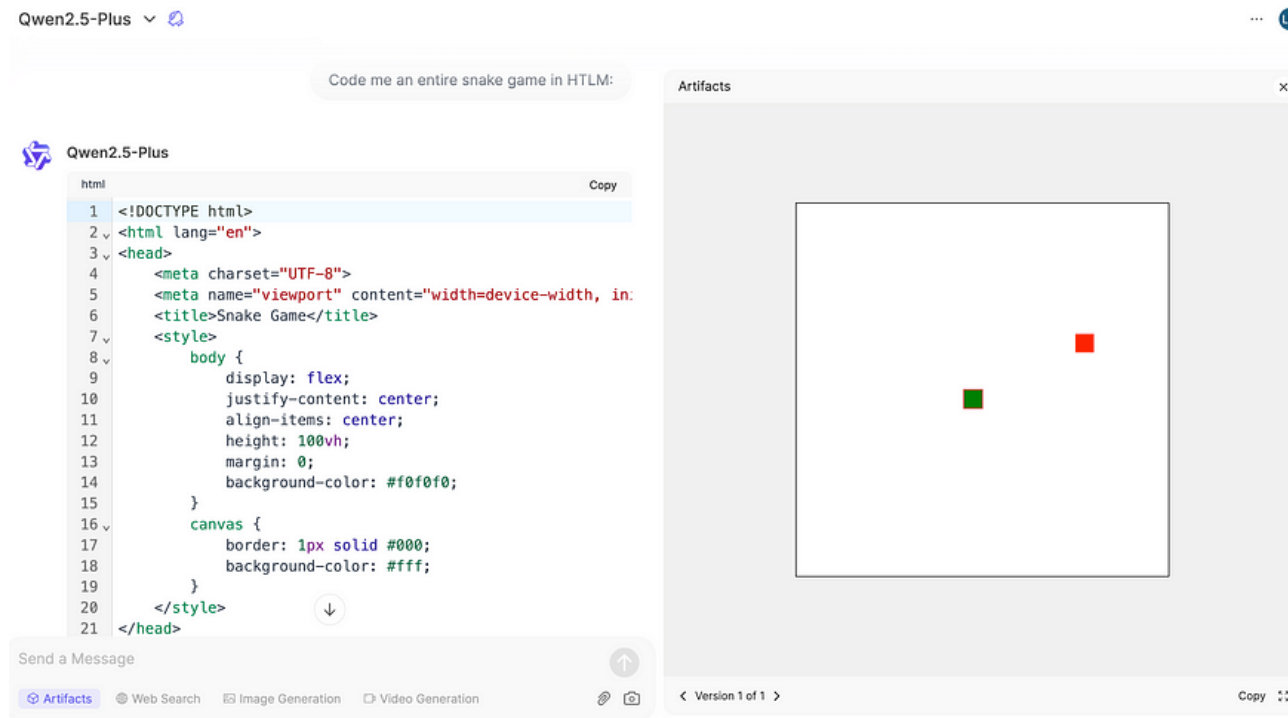 Qwen2.5-Plus
Code me an entire snake game in HTLM:
Qwen2.5-Plus
html Copy
1 <!DOCTYPE html>
2 <html lang="en">
3 <head>
4 <meta charset="UTF-8">
5 <meta name="viewport" content="width=device-width,
6 <title>Snake Game</title>
7 <style>
8 body {
9 display: flex;
10 justify-content: center;
11 align-items: center;
12 height: 100vh;
13 margin: 0;
14 background-color: #f0f0f0;
15 }
16 canvas {
17 border: 1px solid #000;
18 background-color: #fff;
19 }
20 </style>
21 </head>
Send a Message
Artifacts Web Search Image Generation Video Generation
Artifacts
Version 1 of 1
Copy